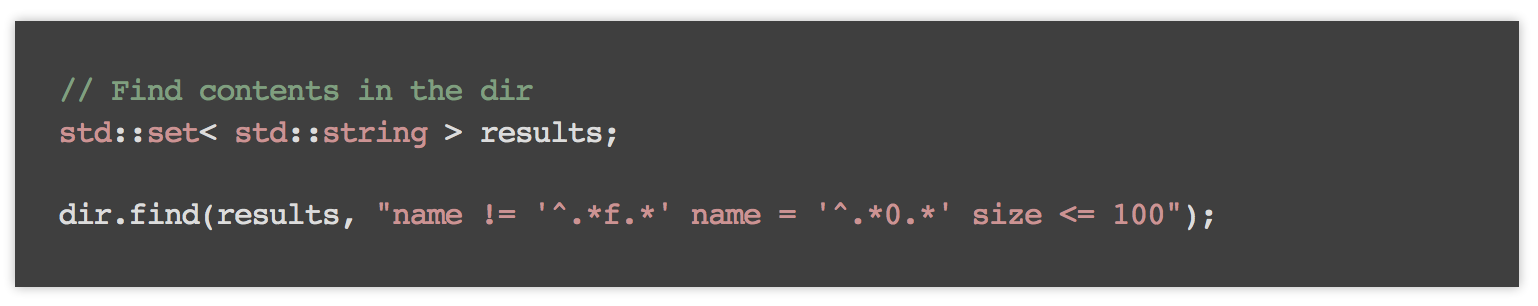 // Find contents in the dir
std::set< std::string > results;
dir.find(results, "name != '^.*f.*' name = '^.*0.*' size <= 100");